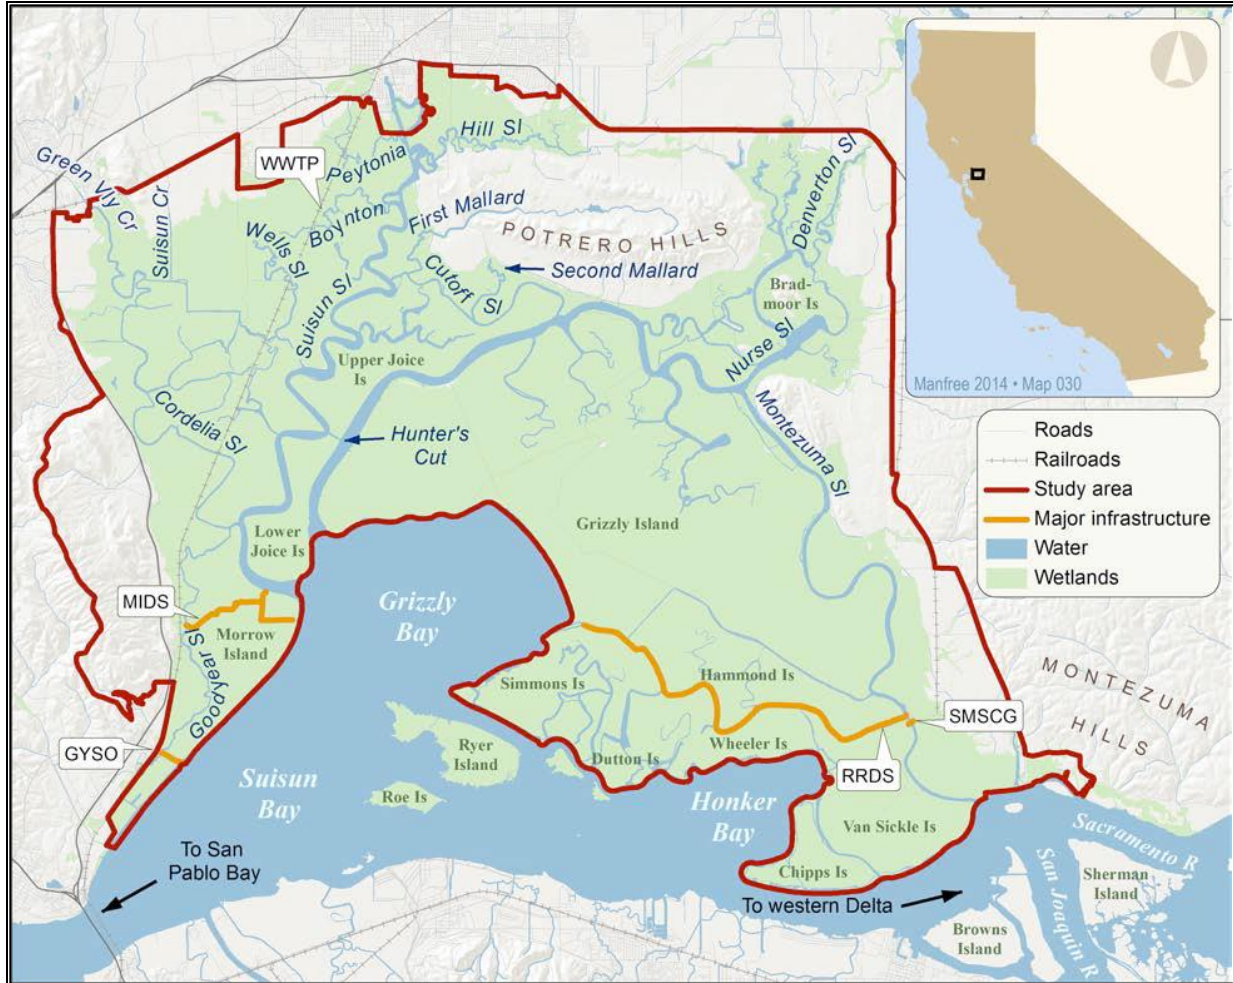 Hill Sl
WWTP
Peytonia
Green Vly Cr
Suisun Cr
Boynton
First Mallard
Denverton Sl
Wells Sl
POTRERO HILLS
Cutoff Sl
Second Mallard
Suisun Sl
Brad-
moor Is
Nurse Sl
Upper Joice
Is
Cordelia Sl
Hunter's
Cut
Montezuma Sl
Grizzly Island
Lower
Joice Is
MIDS
Grizzly
Bay
Morrow
Island
Goodyear Sl
Simmons Is
Hammond Is
MONTEZUMA
HILLS
SMSCG
GYSO
Ryer
Island
Dutton Is
Wheeler Is
RRDS
Suisun
Bay
Roe Is
Honker
Bay
Van Sickle Is
To San
Pablo Bay
Chipps Is
To western Delta
Sacramento R
San Joaquin R
Sherman
Island
Browns
Island
Manfree 2014 • Map 030
Roads
Railroads
Study area
Major infrastructure
Water
Wetlands